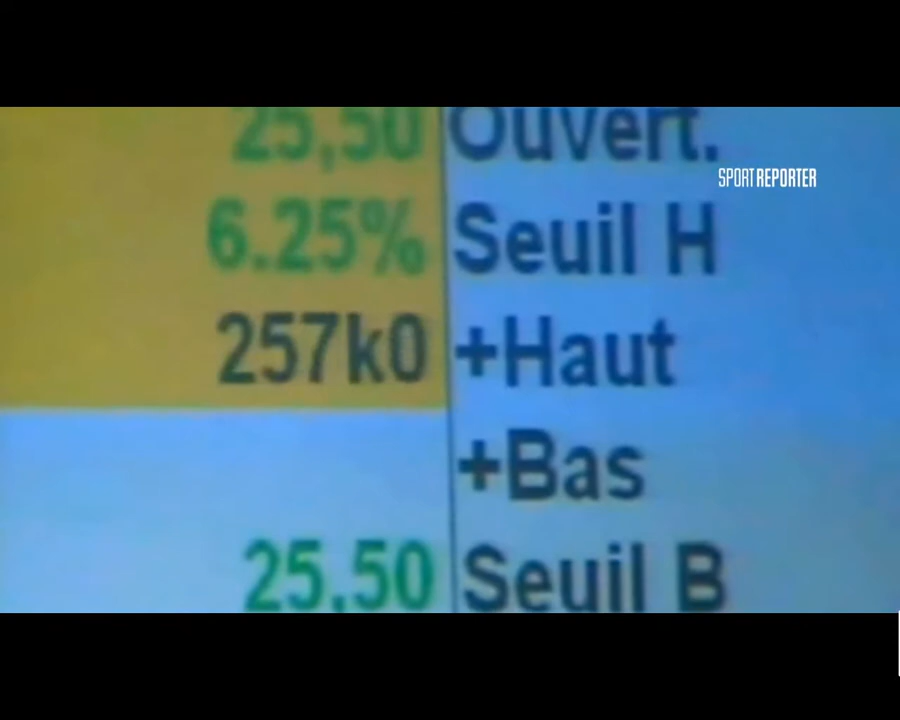 25,50 Ouvert.
SPORT REPORTER
6.25% Seuil H
257k0 +Haut
+Bas
25,50 Seuil B